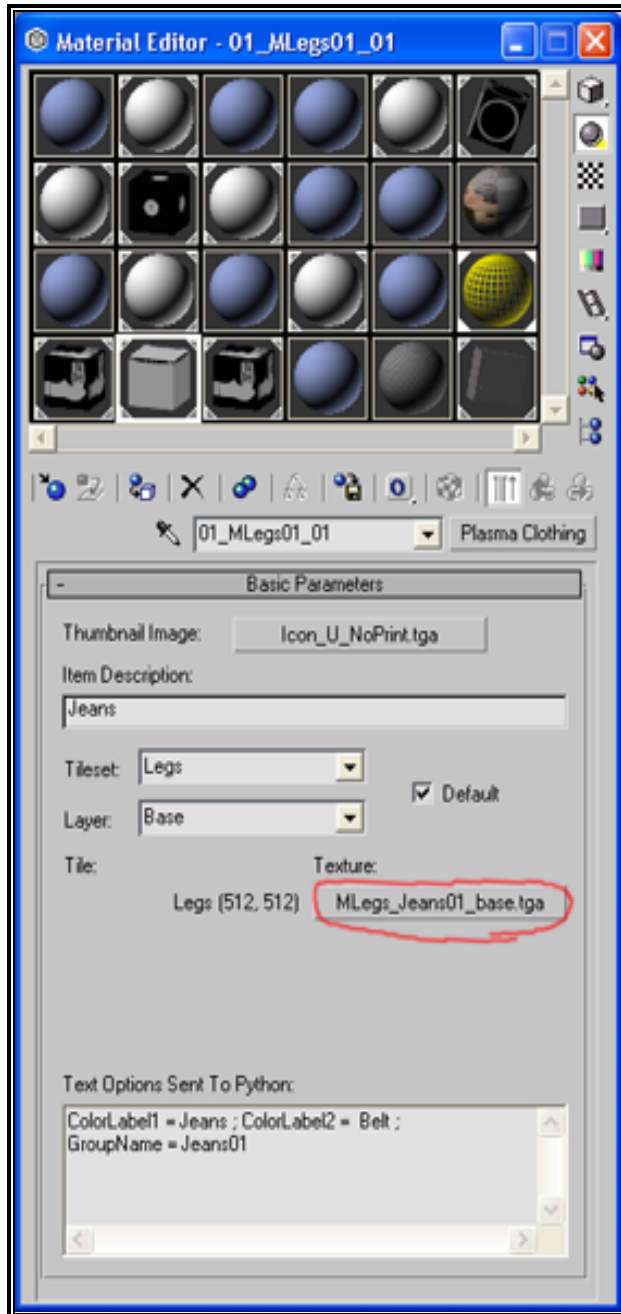 Material Editor - 01_MLegs01_01
01_MLegs01_01
Plasma Clothing
- Basic Parameters
Thumbnail Image: Icon_U_NoPrint.tga
Item Description:
Jeans
Tileset: Legs
Default
Layer: Base
Tile: Texture:
Legs (512, 512) MLegs_Jeans01_base.tga
Text Options Sent To Python:
ColorLabel1 = Jeans ; ColorLabel2 = Belt ;
GroupName = Jeans01